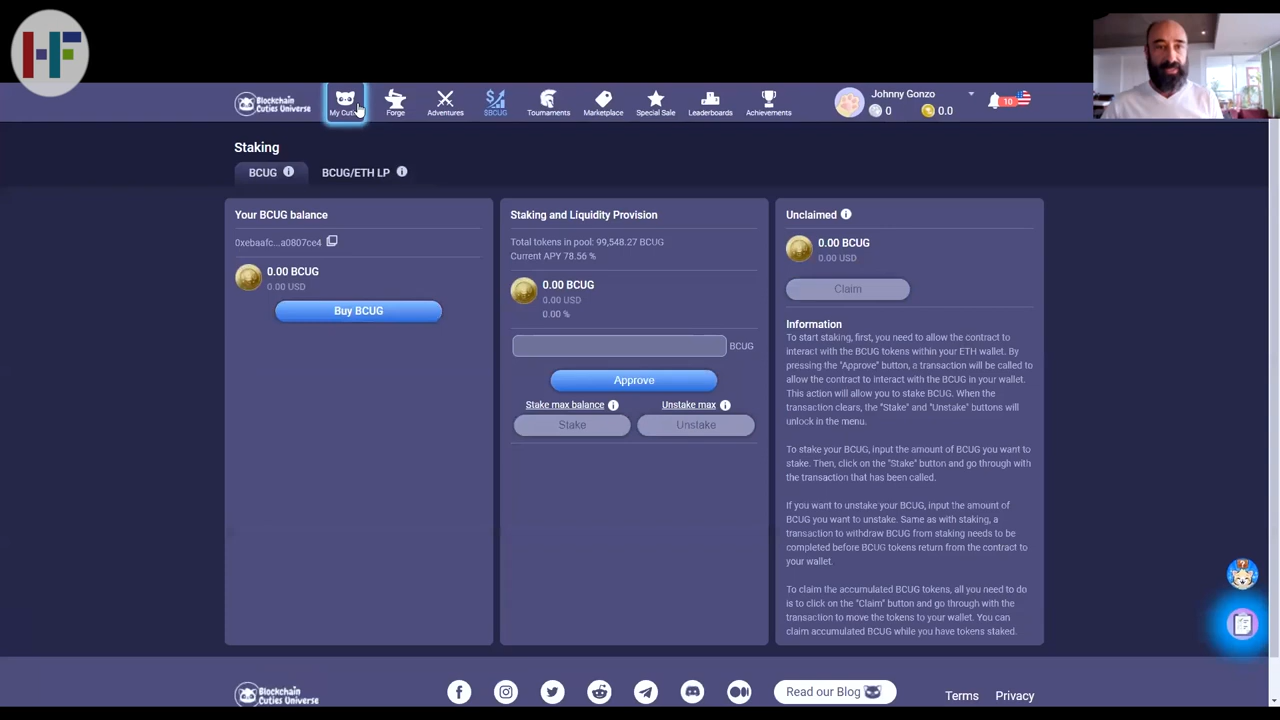 HF
Blockchain
Cuties Universe
My Cuties
Forge
Adventures
$BCUG
Tournaments
Marketplace
Special Sale
Leaderboards
Achievements
Johnny Gonzo
0
0.0
10
Staking
BCUG
BCUG/ETH LP
Your BCUG balance
0xebaafc...a0807ce4
0.00 BCUG
0.00 USD
Buy BCUG
Staking and Liquidity Provision
Total tokens in pool: 99,548.27 BCUG
Current APY 78.56 %
0.00 BCUG
0.00 USD
0.00 %
BCUG
Approve
Stake max balance
Unstake max
Stake
Unstake
Unclaimed
0.00 BCUG
0.00 USD
Claim
Information
To start staking, first, you need to allow the contract to
interact with the BCUG tokens within your ETH wallet. By
pressing the "Approve" button, a transaction will be called to
allow the contract to interact with the BCUG in your wallet.
This action will allow you to stake BCUG. When the
transaction clears, the "Stake" and "Unstake" buttons will
unlock in the menu.
To stake your BCUG, input the amount of BCUG you want to
stake. Then, click on the "Stake" button and go through with
the transaction that has been called.
If you want to unstake your BCUG, input the amount of
BCUG you want to unstake. Same as with staking, a
transaction to withdraw BCUG from staking needs to be
completed before BCUG tokens return from the contract to
your wallet.
To claim the accumulated BCUG tokens, all you need to do
is to click on the "Claim" button and go through with the
transaction to move the tokens to your wallet. You can
claim accumulated BCUG while you have tokens staked.
Blockchain
Cuties Universe
Read our Blog
Terms
Privacy